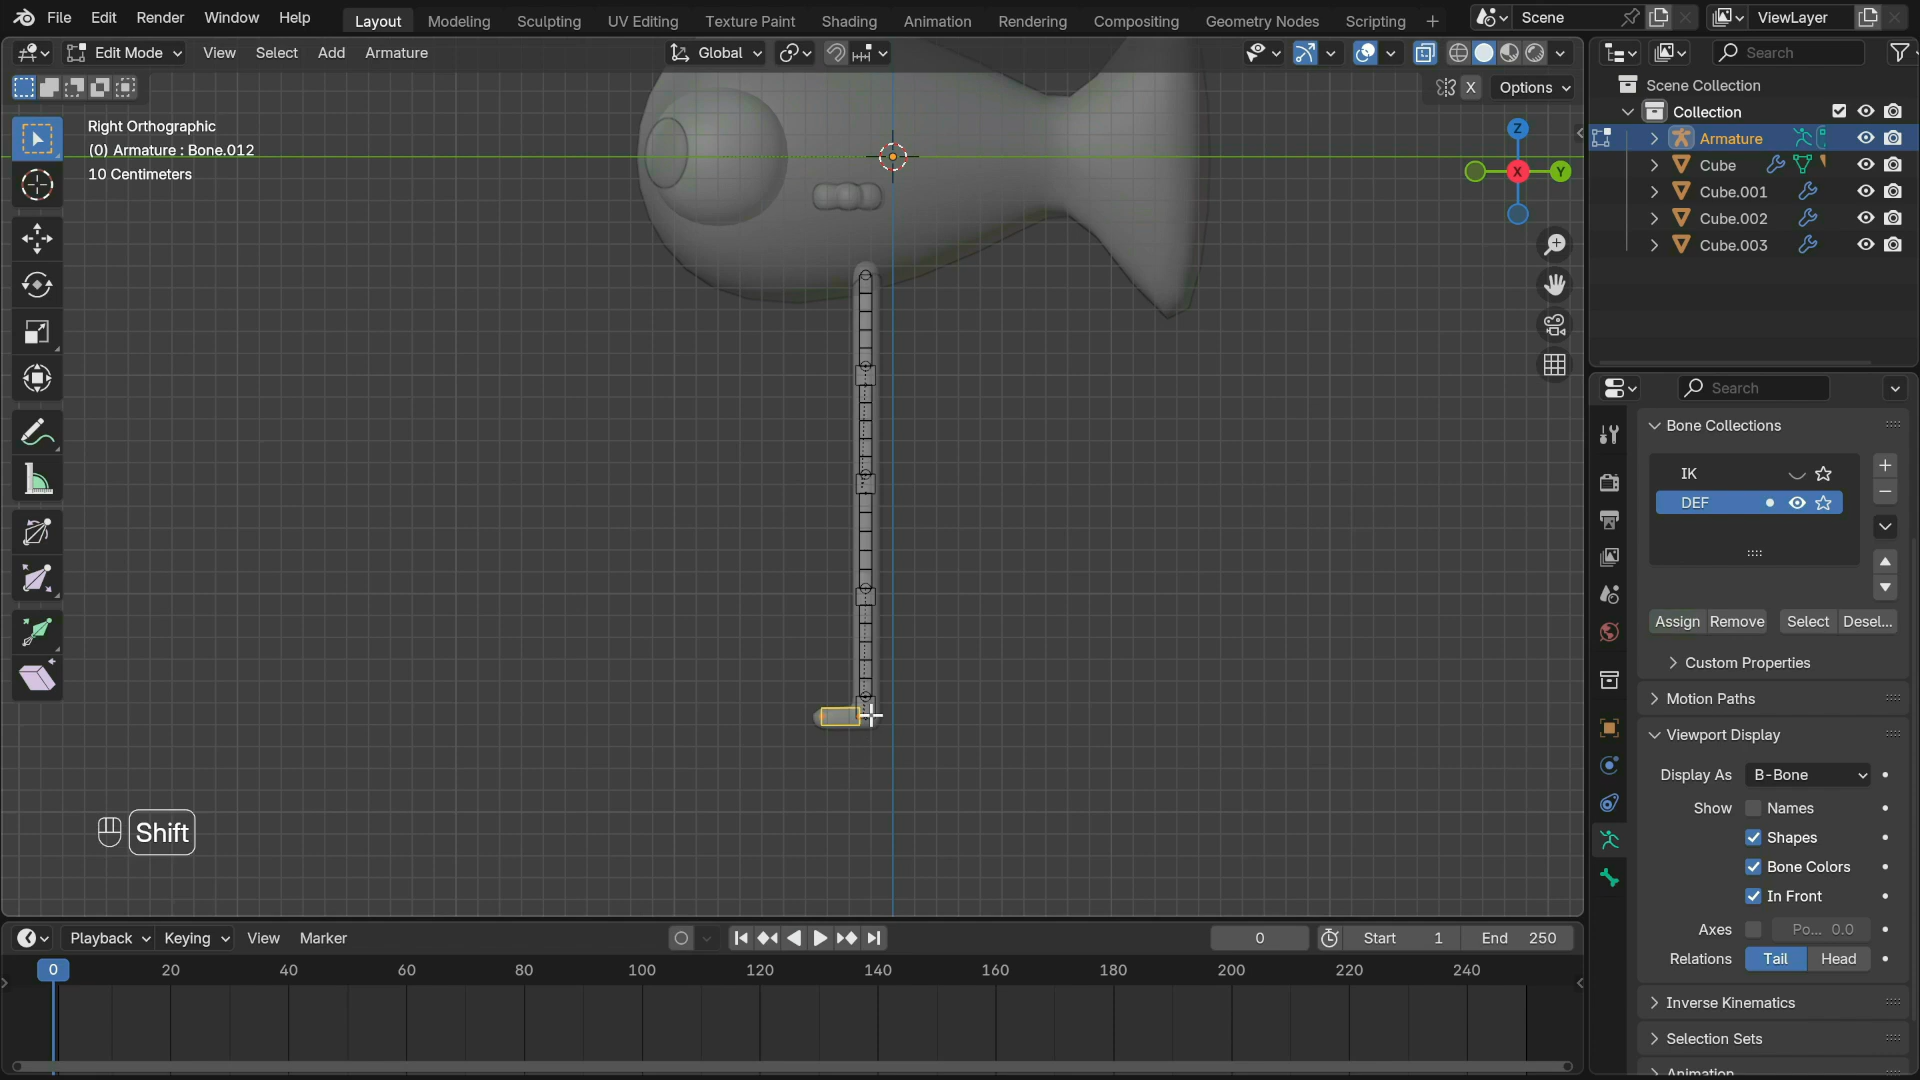 File Edit Render Window Help Layout Modeling Sculpting UV Editing Texture Paint Shading Animation Rendering Compositing Geometry Nodes Scripting + Scene ViewLayer
Edit Mode View Select Add Armature Global Search
X Options
Right Orthographic
(0) Armature : Bone.012
10 Centimeters
Z
X
Y
Scene Collection
Collection
Armature
Cube
Cube.001
Cube.002
Cube.003
Search
Bone Collections
IK
DEF
Assign Remove Select Desel...
Custom Properties
Motion Paths
Viewport Display
Display As B-Bone
Show Names
Shapes
Bone Colors
In Front
Axes Po... 0.0
Relations Tail Head
Inverse Kinematics
Selection Sets
Animation
Shift
Playback Keying View Marker 0 Start 1 End 250
0 20 40 60 80 100 120 140 160 180 200 220 240